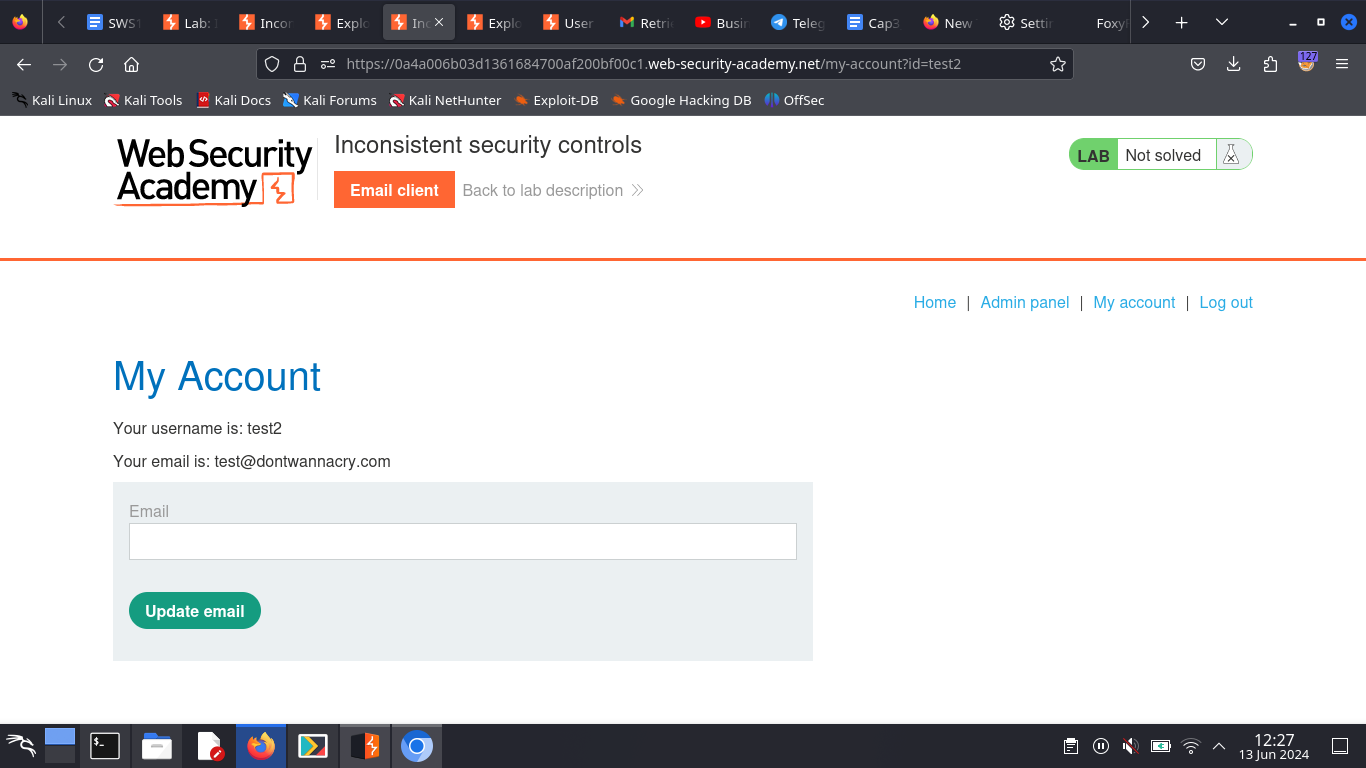 SWS
Lab:
Incor
Explo
Inc
Explo
User
Retri
Busin
Teleg
Cap3
New
Settin
FoxyP
https://0a4a006b03d1361684700af200bf00c1.web-security-academy.net/my-account?id=test2
127
Kali Linux
Kali Tools
Kali Docs
Kali Forums
Kali NetHunter
Exploit-DB
Google Hacking DB
OffSec
Web Security
Academy
Inconsistent security controls
Email client
Back to lab description
LAB
Not solved
Home | Admin panel | My account | Log out
My Account
Your username is: test2
Your email is: test@dontwannacry.com
Email
Update email
12:27
13 Jun 2024